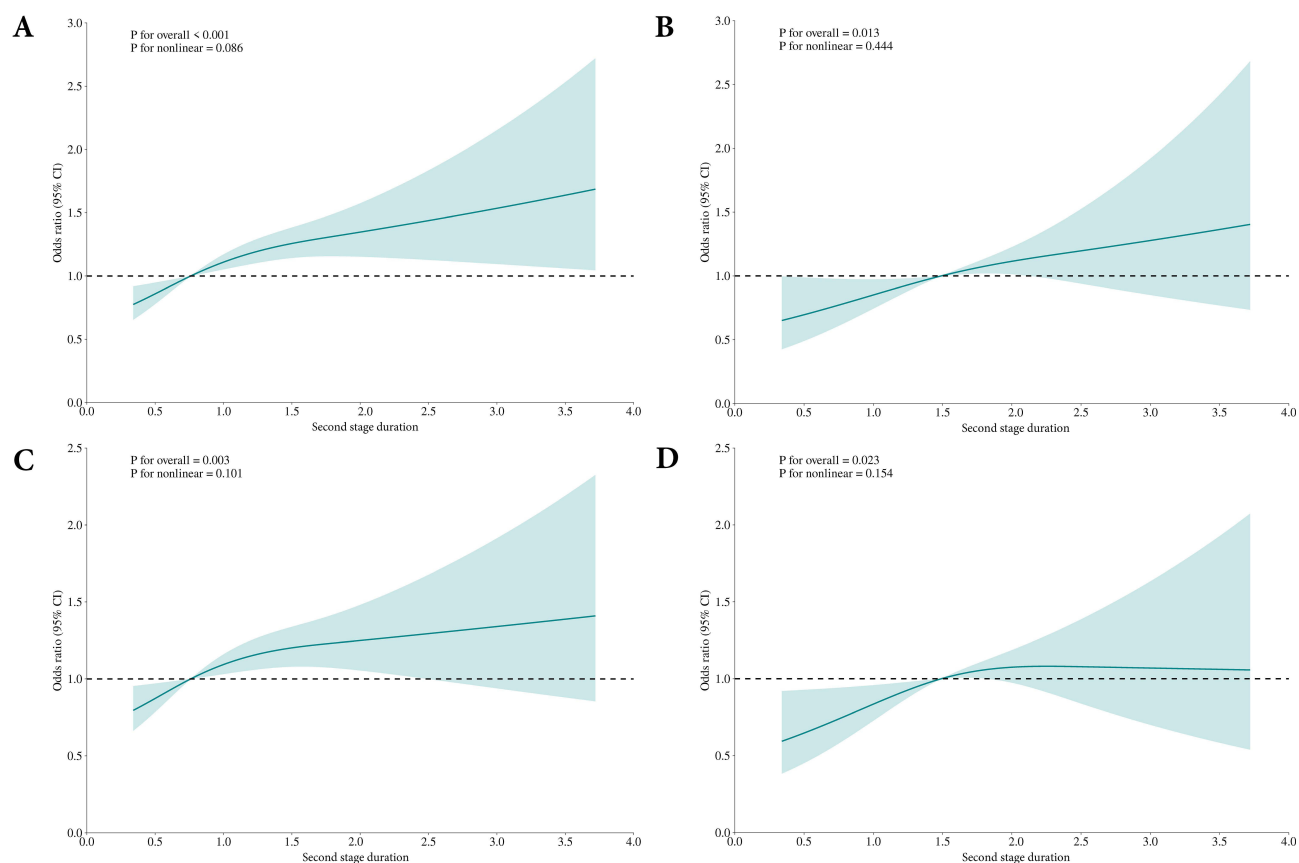 A
P for overall < 0.001
P for nonlinear = 0.086
3.0
2.5
2.0
1.5
1.0
0.5
0.0
Odds ratio (95% CI)
0.0 0.5 1.0 1.5 2.0 2.5 3.0 3.5 4.0
Second stage duration
B
P for overall = 0.013
P for nonlinear = 0.444
3.0
2.5
2.0
1.5
1.0
0.5
0.0
Odds ratio (95% CI)
0.0 0.5 1.0 1.5 2.0 2.5 3.0 3.5 4.0
Second stage duration
C
P for overall = 0.003
P for nonlinear = 0.101
2.5
2.0
1.5
1.0
0.5
0.0
Odds ratio (95% CI)
0.0 0.5 1.0 1.5 2.0 2.5 3.0 3.5 4.0
Second stage duration
D
P for overall = 0.023
P for nonlinear = 0.154
2.5
2.0
1.5
1.0
0.5
0.0
Odds ratio (95% CI)
0.0 0.5 1.0 1.5 2.0 2.5 3.0 3.5 4.0
Second stage duration